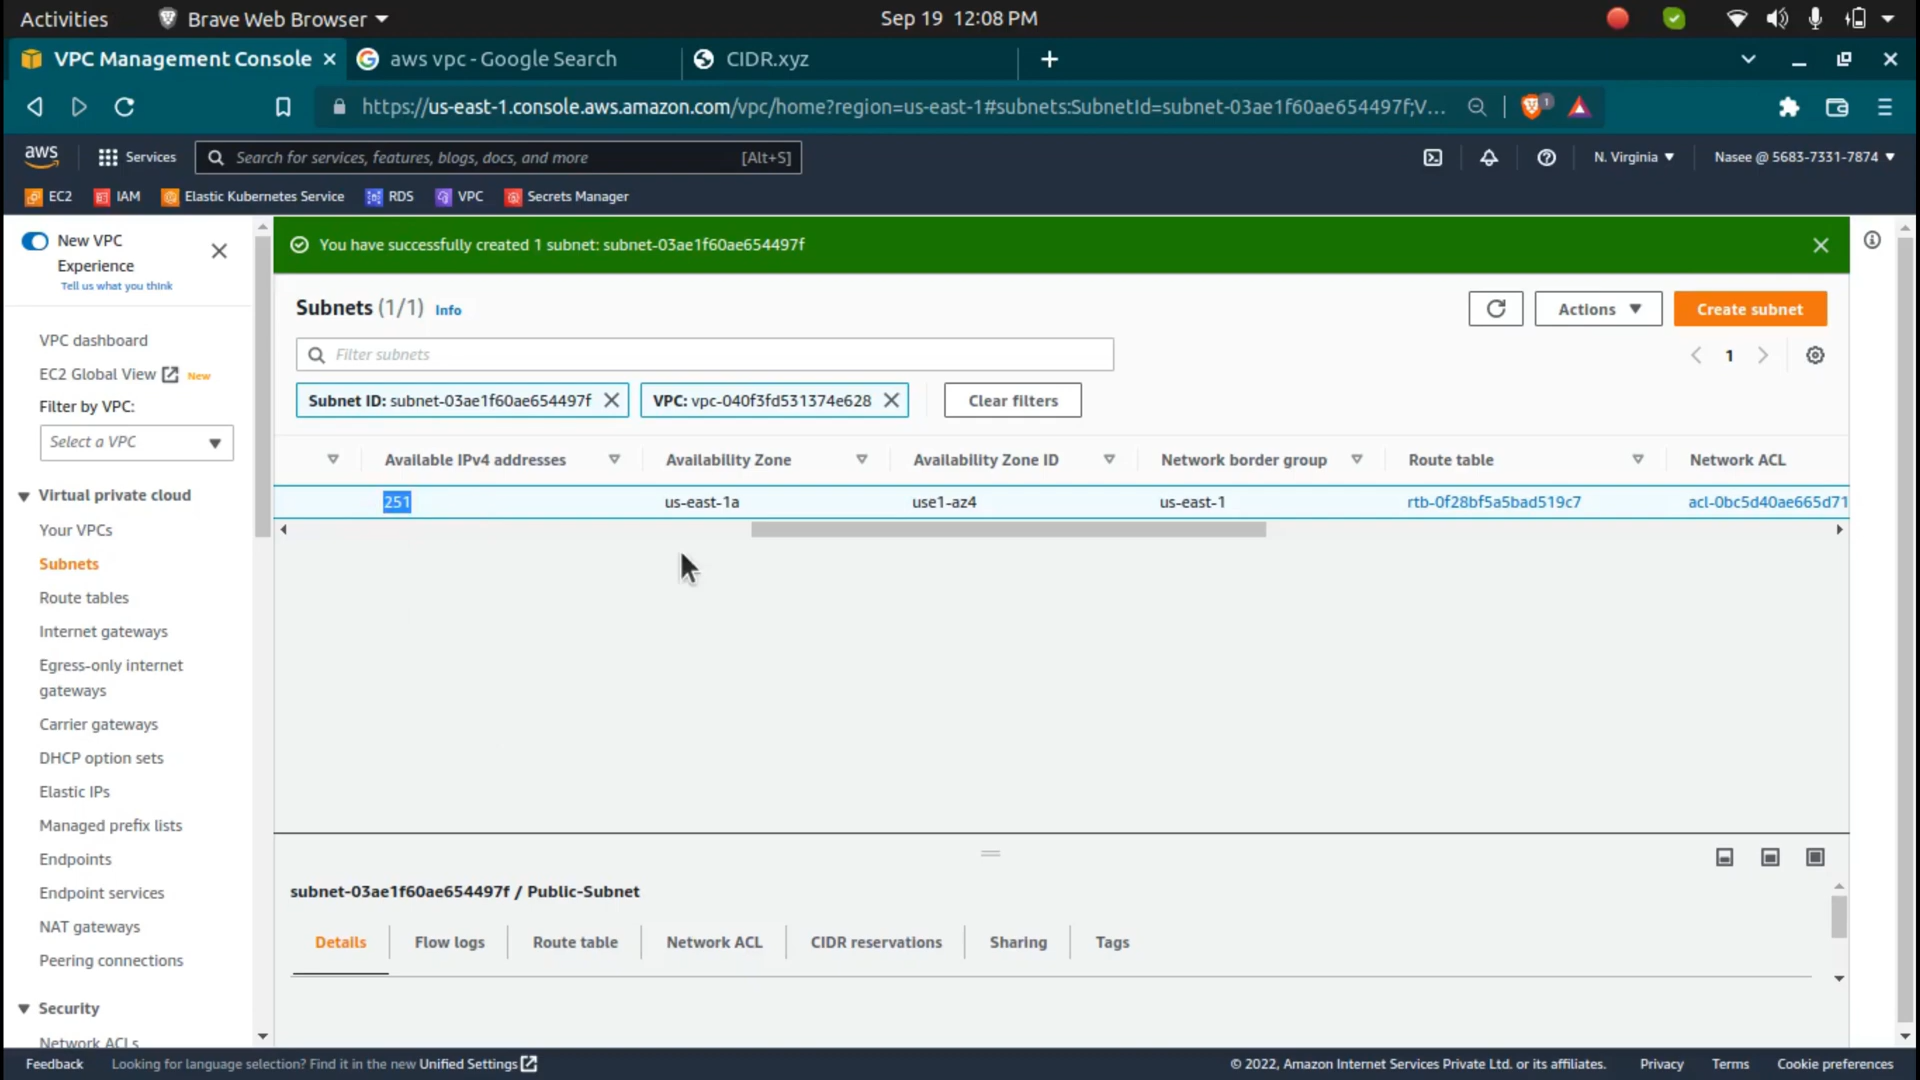 Activities
Brave Web Browser
Sep 19 12:08 PM
VPC Management Console
aws vpc - Google Search
CIDR.xyz
https://us-east-1.console.aws.amazon.com/vpc/home?region=us-east-1#subnets:SubnetId=subnet-03ae1f60ae654497f;V...
1
aws
Services
Search for services, features, blogs, docs, and more
[Alt+S]
N. Virginia
Nasee @ 5683-7331-7874
EC2
IAM
Elastic Kubernetes Service
RDS
VPC
Secrets Manager
New VPC
Experience
Tell us what you think
VPC dashboard
EC2 Global View
New
Filter by VPC:
Select a VPC
Virtual private cloud
Your VPCs
Subnets
Route tables
Internet gateways
Egress-only internet
gateways
Carrier gateways
DHCP option sets
Elastic IPs
Managed prefix lists
Endpoints
Endpoint services
NAT gateways
Peering connections
Security
Network ACLs
You have successfully created 1 subnet: subnet-03ae1f60ae654497f
Subnets (1/1) Info
Actions
Create subnet
Filter subnets
1
Subnet ID: subnet-03ae1f60ae654497f
VPC: vpc-040f3fd531374e628
Clear filters
Available IPv4 addresses
Availability Zone
Availability Zone ID
Network border group
Route table
Network ACL
251
us-east-1a
use1-az4
us-east-1
rtb-0f28bf5a5bad519c7
acl-0bc5d40ae665d71
subnet-03ae1f60ae654497f / Public-Subnet
Details
Flow logs
Route table
Network ACL
CIDR reservations
Sharing
Tags
Feedback
Looking for language selection? Find it in the new Unified Settings
© 2022, Amazon Internet Services Private Ltd. or its affiliates.
Privacy
Terms
Cookie preferences